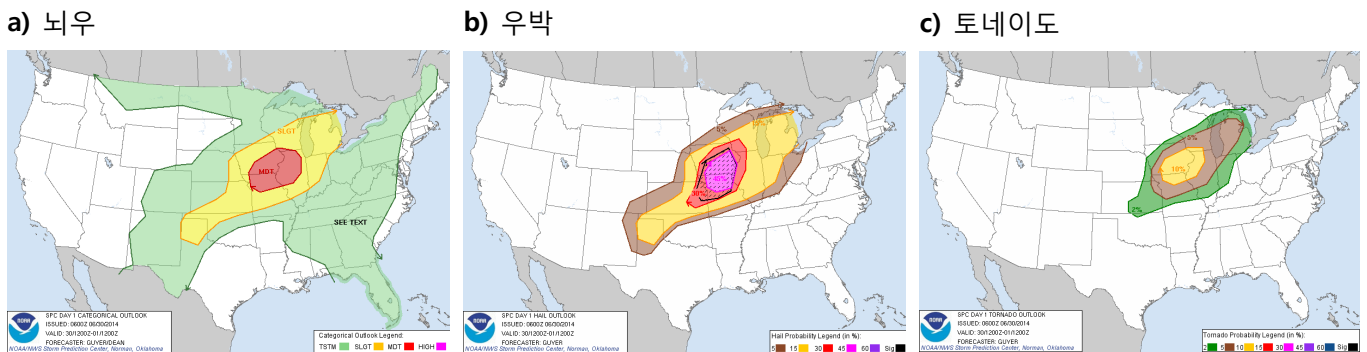 a) 뇌우
b) 우박
c) 토네이도
SLGT
MDT
SEE TEXT
NOAA
SPC DAY 1 CATEGORICAL OUTLOOK
ISSUED: 0600Z 06/30/2014
VALID: 30/1200Z-01/1200Z
FORECASTER: GUYER/DEAN
NOAA/NWS Storm Prediction Center, Norman, Oklahoma
Categorical Outlook Legend:
TSTM SLGT MDT HIGH
5%
15%
45%
30%
NOAA
SPC DAY 1 HAIL OUTLOOK
ISSUED: 0600Z 06/30/2014
VALID: 30/1200Z-01/1200Z
FORECASTER: GUYER
NOAA/NWS Storm Prediction Center, Norman, Oklahoma
Hail Probability Legend (in %):
5 15 30 45 60 Sig
5%
10%
2%
NOAA
SPC DAY 1 TORNADO OUTLOOK
ISSUED: 0600Z 06/30/2014
VALID: 30/1200Z-01/1200Z
FORECASTER: GUYER
NOAA/NWS Storm Prediction Center, Norman, Oklahoma
Tornado Probability Legend (in %):
2 5 10 15 30 45 60 Sig